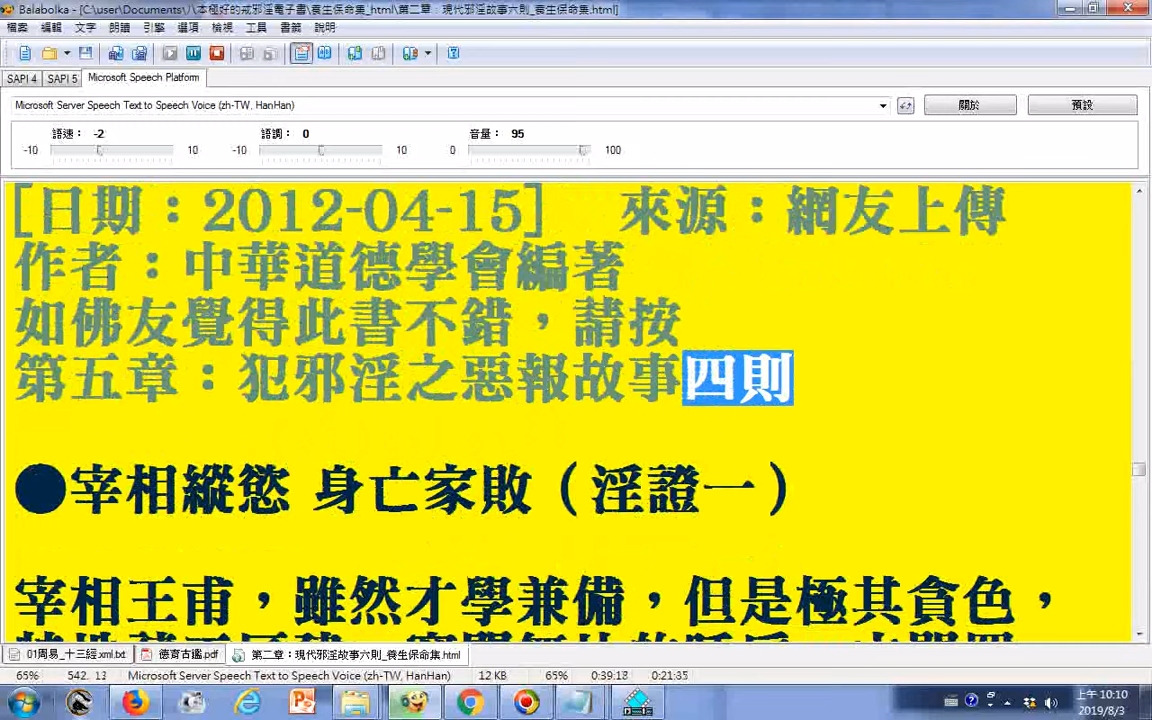 Balabolka - [C:\user\Documents\八本極好的戒邪淫電子書\養生保命集_html\第二章：現代邪淫故事六則_養生保命集.html]
檔案 編輯 文字 朗讀 引擎 選項 檢視 工具 書籤 說明
SAPI 4 SAPI 5 Microsoft Speech Platform
Microsoft Server Speech Text to Speech Voice (zh-TW, HanHan) 關於 預設
語速： -2 語調： 0 音量： 95
-10 10 -10 10 0 100
[日期：2012-04-15] 來源：網友上傳
作者：中華道德學會編著
如佛友覺得此書不錯，請按
第五章：犯邪淫之惡報故事四則
●宰相縱慾 身亡家敗（淫證一）
宰相王甫，雖然才學兼備，但是極其貪色，
01周易_十三經.xml.txt 德育古鑑.pdf 第二章：現代邪淫故事六則_養生保命集.html
65% 542. 13 Microsoft Server Speech Text to Speech Voice (zh-TW, HanHan) 12 KB 65% 0:39:13 0:21:35
上午 10:10
2019/8/3